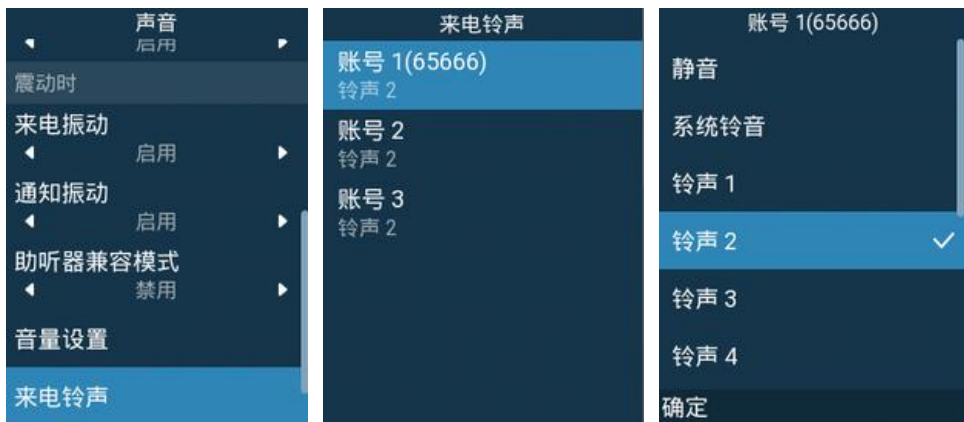 声音
启用
震动时
来电振动
启用
通知振动
启用
助听器兼容模式
禁用
音量设置
来电铃声
来电铃声
账号 1(65666)
铃声 2
账号 2
铃声 2
账号 3
铃声 2
账号 1(65666)
静音
系统铃音
铃声 1
铃声 2
铃声 3
铃声 4
确定